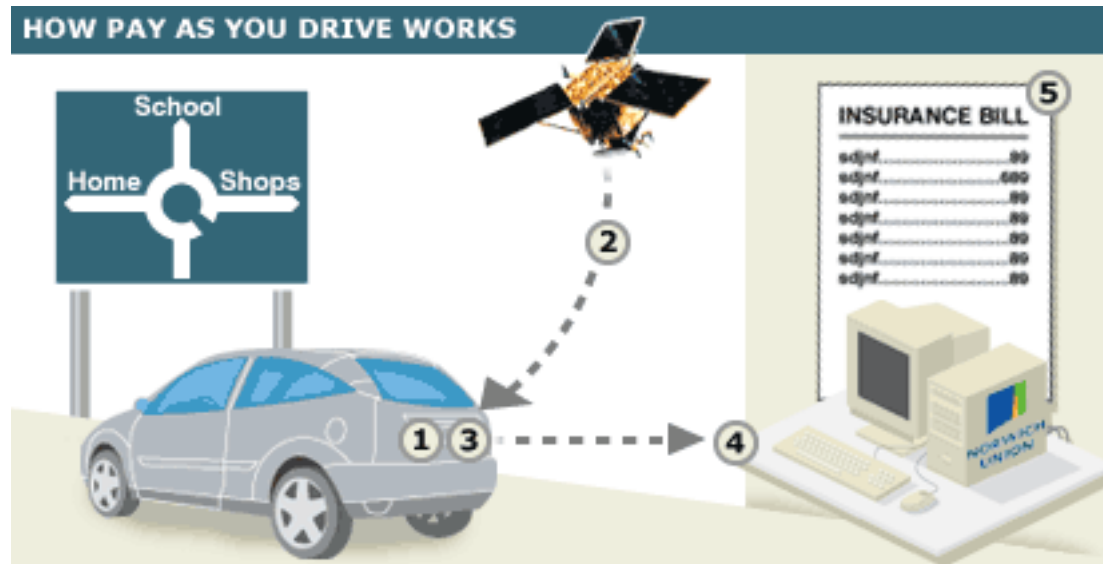 HOW PAY AS YOU DRIVE WORKS
School
Home
Shops
2
1
3
4
5
INSURANCE BILL
sdjnf....................89
sdjnf..................689
sdjnf....................89
sdjnf....................89
sdjnf....................89
sdjnf....................89
sdjnf....................89
NORWICH
UNION